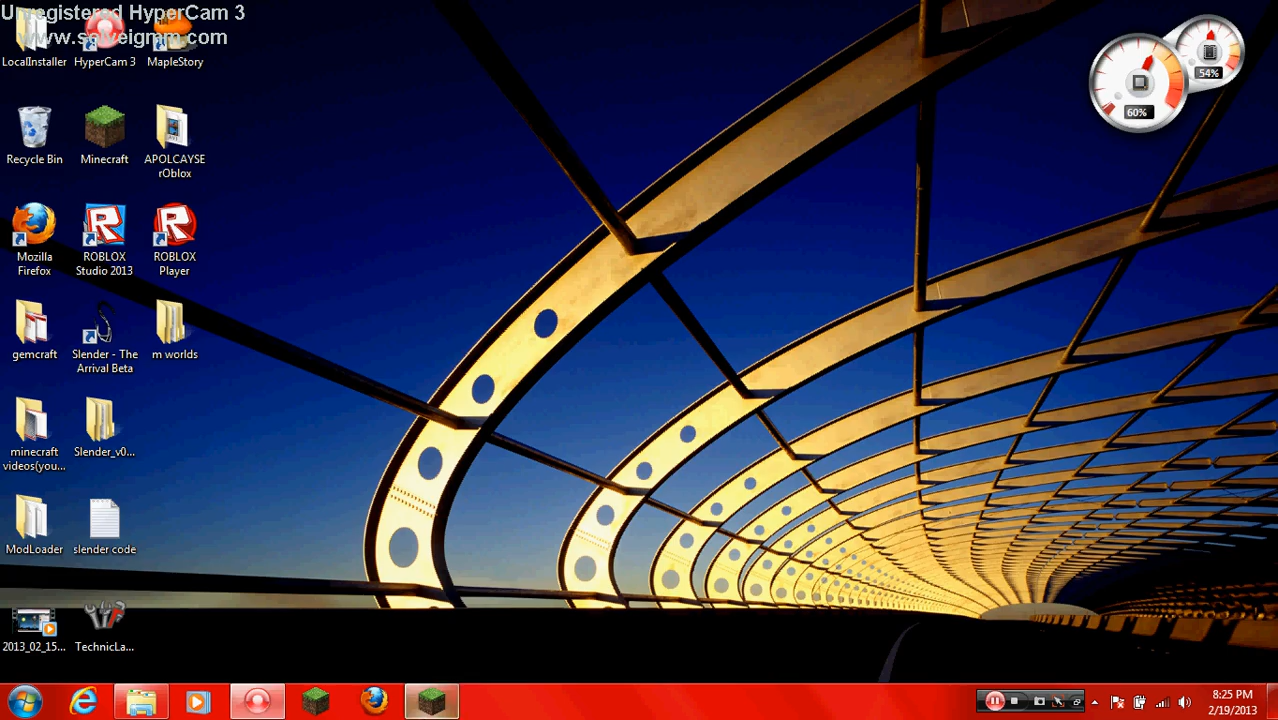 Unregistered HyperCam 3
www.solveigmm.com
LocalInstaller
HyperCam 3
MapleStory
54%
60%
Recycle Bin
Minecraft
APOLCAYSE
rOblox
Mozilla
Firefox
ROBLOX
Studio 2013
ROBLOX
Player
gemcraft
Slender - The
Arrival Beta
m worlds
minecraft
videos(you...
Slender_v0...
ModLoader
slender code
2013_02_15...
TechnicLa...
8:25 PM
2/19/2013